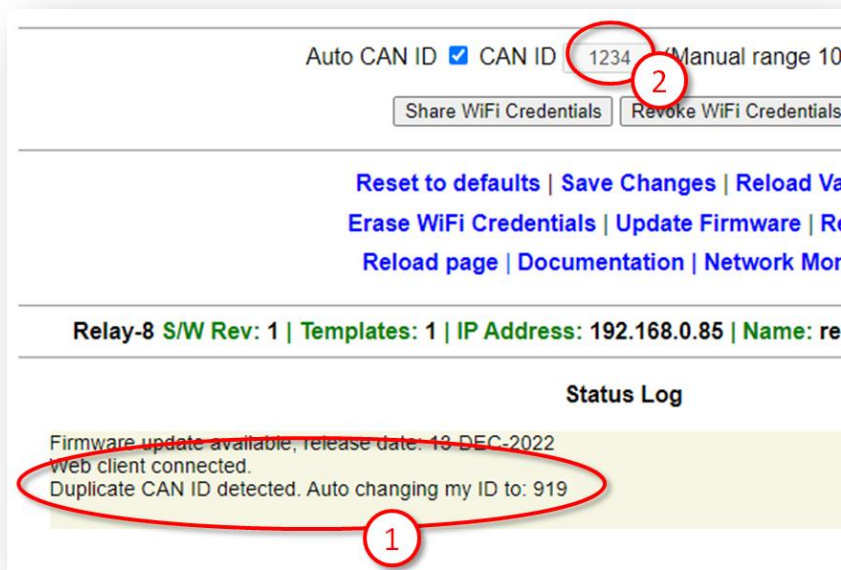 Auto CAN ID CAN ID 1234 (Manual range 10
2
Share WiFi Credentials Revoke WiFi Credentials
Reset to defaults | Save Changes | Reload Va
Erase WiFi Credentials | Update Firmware | Re
Reload page | Documentation | Network Mon
Relay-8 S/W Rev: 1 | Templates: 1 | IP Address: 192.168.0.85 | Name: re
Status Log
Firmware update available, release date: 13-DEC-2022
Web client connected.
Duplicate CAN ID detected. Auto changing my ID to: 919
1